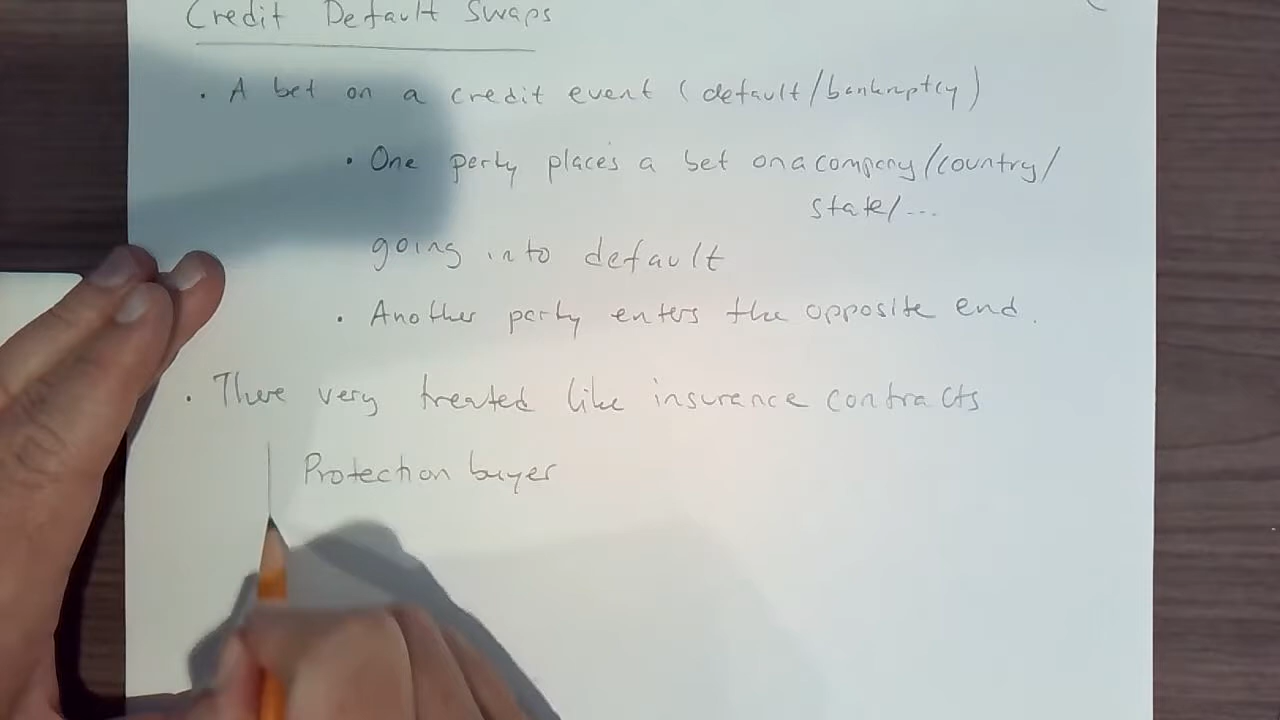 Credit Default Swaps
· A bet on a credit event (default/bankruptcy)
· One party places a bet on a company/country/
state/...
going into default
· Another party enters the opposite end.
· There very treated like insurance contracts
Protection buyer